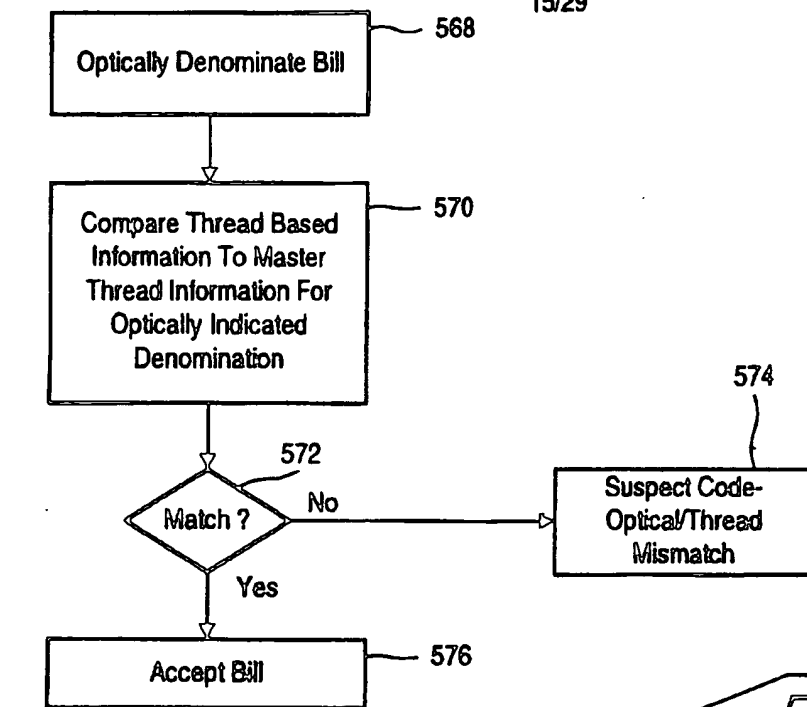 15/29
Optically Denominate Bill
568
Compare Thread Based
Information To Master
Thread Information For
Optically Indicated
Denomination
570
572
Match ?
No
574
Suspect Code-
Optical/Thread
Mismatch
Yes
Accept Bill
576